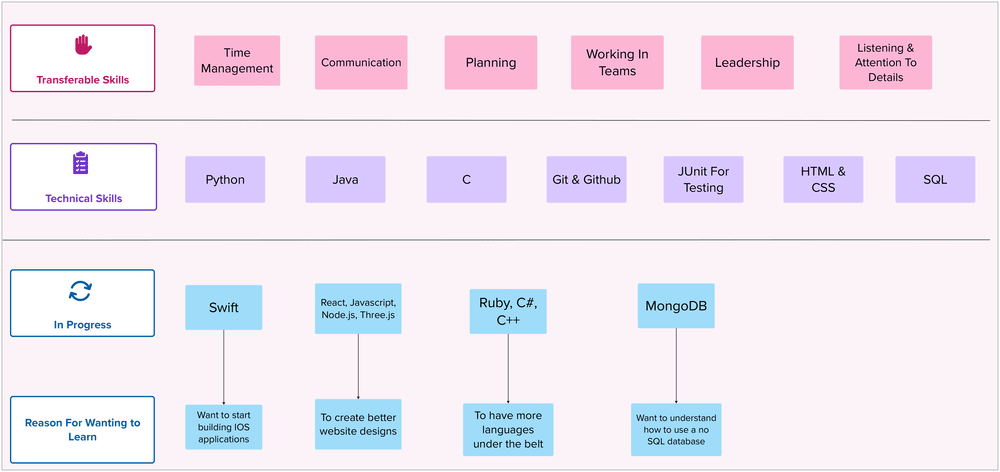 Transferable Skills
Time
Management
Communication
Planning
Working In
Teams
Leadership
Listening &
Attention To
Details
Technical Skills
Python
Java
C
Git & Github
JUnit For
Testing
HTML &
CSS
SQL
In Progress
Swift
React, Javascript,
Node.js, Three.js
Ruby, C#,
C++
MongoDB
Reason For Wanting to
Learn
Want to start
building IOS
applications
To create better
website designs
To have more
languages
under the belt
Want to understand
how to use a no
SQL database